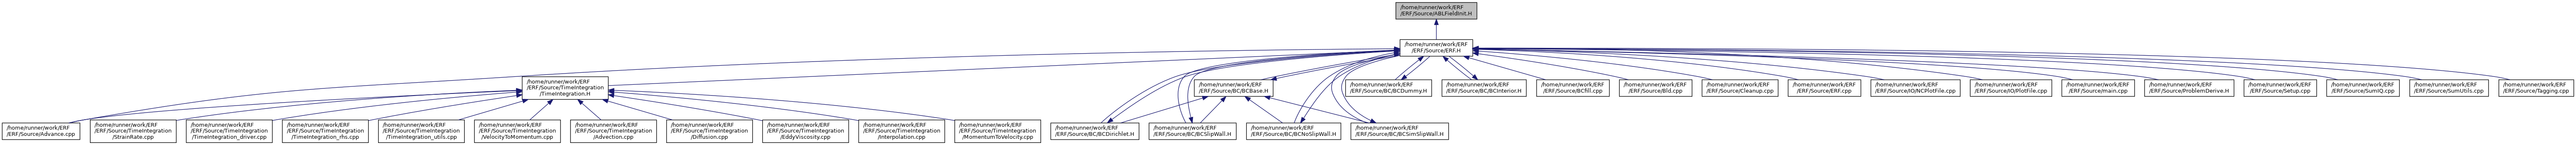 /home/runner/work/ERF
/ERF/Source/ABLFieldInit.H
/home/runner/work/ERF
/ERF/Source/ERF.H
/home/runner/work/ERF
/ERF/Source/TimeIntegration
/TimeIntegration.H
/home/runner/work/ERF
/ERF/Source/BC/BCBase.H
/home/runner/work/ERF
/ERF/Source/BC/BCDummy.H
/home/runner/work/ERF
/ERF/Source/BC/BCInterior.H
/home/runner/work/ERF
/ERF/Source/BCfill.cpp
/home/runner/work/ERF
/ERF/Source/Bld.cpp
/home/runner/work/ERF
/ERF/Source/Cleanup.cpp
/home/runner/work/ERF
/ERF/Source/ERF.cpp
/home/runner/work/ERF
/ERF/Source/IO/NCPlotFile.cpp
/home/runner/work/ERF
/ERF/Source/IO/PlotFile.cpp
/home/runner/work/ERF
/ERF/Source/main.cpp
/home/runner/work/ERF
/ERF/Source/ProblemDerive.H
/home/runner/work/ERF
/ERF/Source/Setup.cpp
/home/runner/work/ERF
/ERF/Source/SumIQ.cpp
/home/runner/work/ERF
/ERF/Source/SumUtils.cpp
/home/runner/work/ERF
/ERF/Source/Tagging.cpp
/home/runner/work/ERF
/ERF/Source/Advance.cpp
/home/runner/work/ERF
/ERF/Source/TimeIntegration
/StrainRate.cpp
/home/runner/work/ERF
/ERF/Source/TimeIntegration
/TimeIntegration_driver.cpp
/home/runner/work/ERF
/ERF/Source/TimeIntegration
/TimeIntegration_rhs.cpp
/home/runner/work/ERF
/ERF/Source/TimeIntegration
/TimeIntegration_utils.cpp
/home/runner/work/ERF
/ERF/Source/TimeIntegration
/VelocityToMomentum.cpp
/home/runner/work/ERF
/ERF/Source/TimeIntegration
/Advection.cpp
/home/runner/work/ERF
/ERF/Source/TimeIntegration
/Diffusion.cpp
/home/runner/work/ERF
/ERF/Source/TimeIntegration
/EddyViscosity.cpp
/home/runner/work/ERF
/ERF/Source/TimeIntegration
/Interpolation.cpp
/home/runner/work/ERF
/ERF/Source/TimeIntegration
/MomentumToVelocity.cpp
/home/runner/work/ERF
/ERF/Source/BC/BCDirichlet.H
/home/runner/work/ERF
/ERF/Source/BC/BCSlipWall.H
/home/runner/work/ERF
/ERF/Source/BC/BCNoSlipWall.H
/home/runner/work/ERF
/ERF/Source/BC/BCSimSlipWall.H